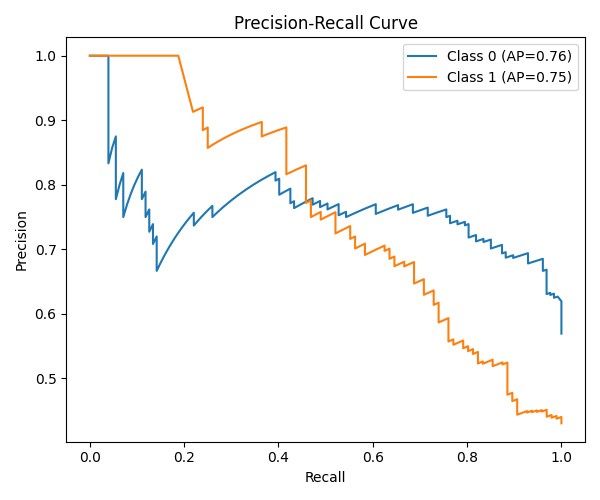 Precision-Recall Curve
Class 0 (AP=0.76)
Class 1 (AP=0.75)
Precision
1.0
0.9
0.8
0.7
0.6
0.5
0.0 0.2 0.4 0.6 0.8 1.0
Recall